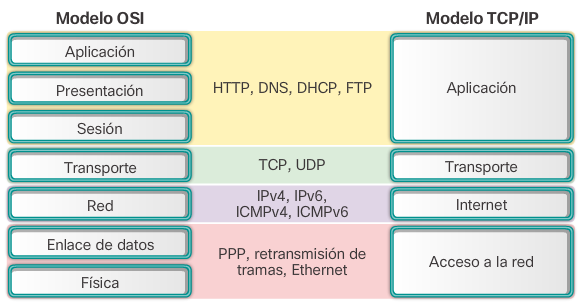 Modelo OSI
Modelo TCP/IP
Aplicación
Presentación
Sesión
HTTP, DNS, DHCP, FTP
Aplicación
Transporte
TCP, UDP
Transporte
Red
IPv4, IPv6,
ICMPv4, ICMPv6
Internet
Enlace de datos
Física
PPP, retransmisión de
tramas, Ethernet
Acceso a la red